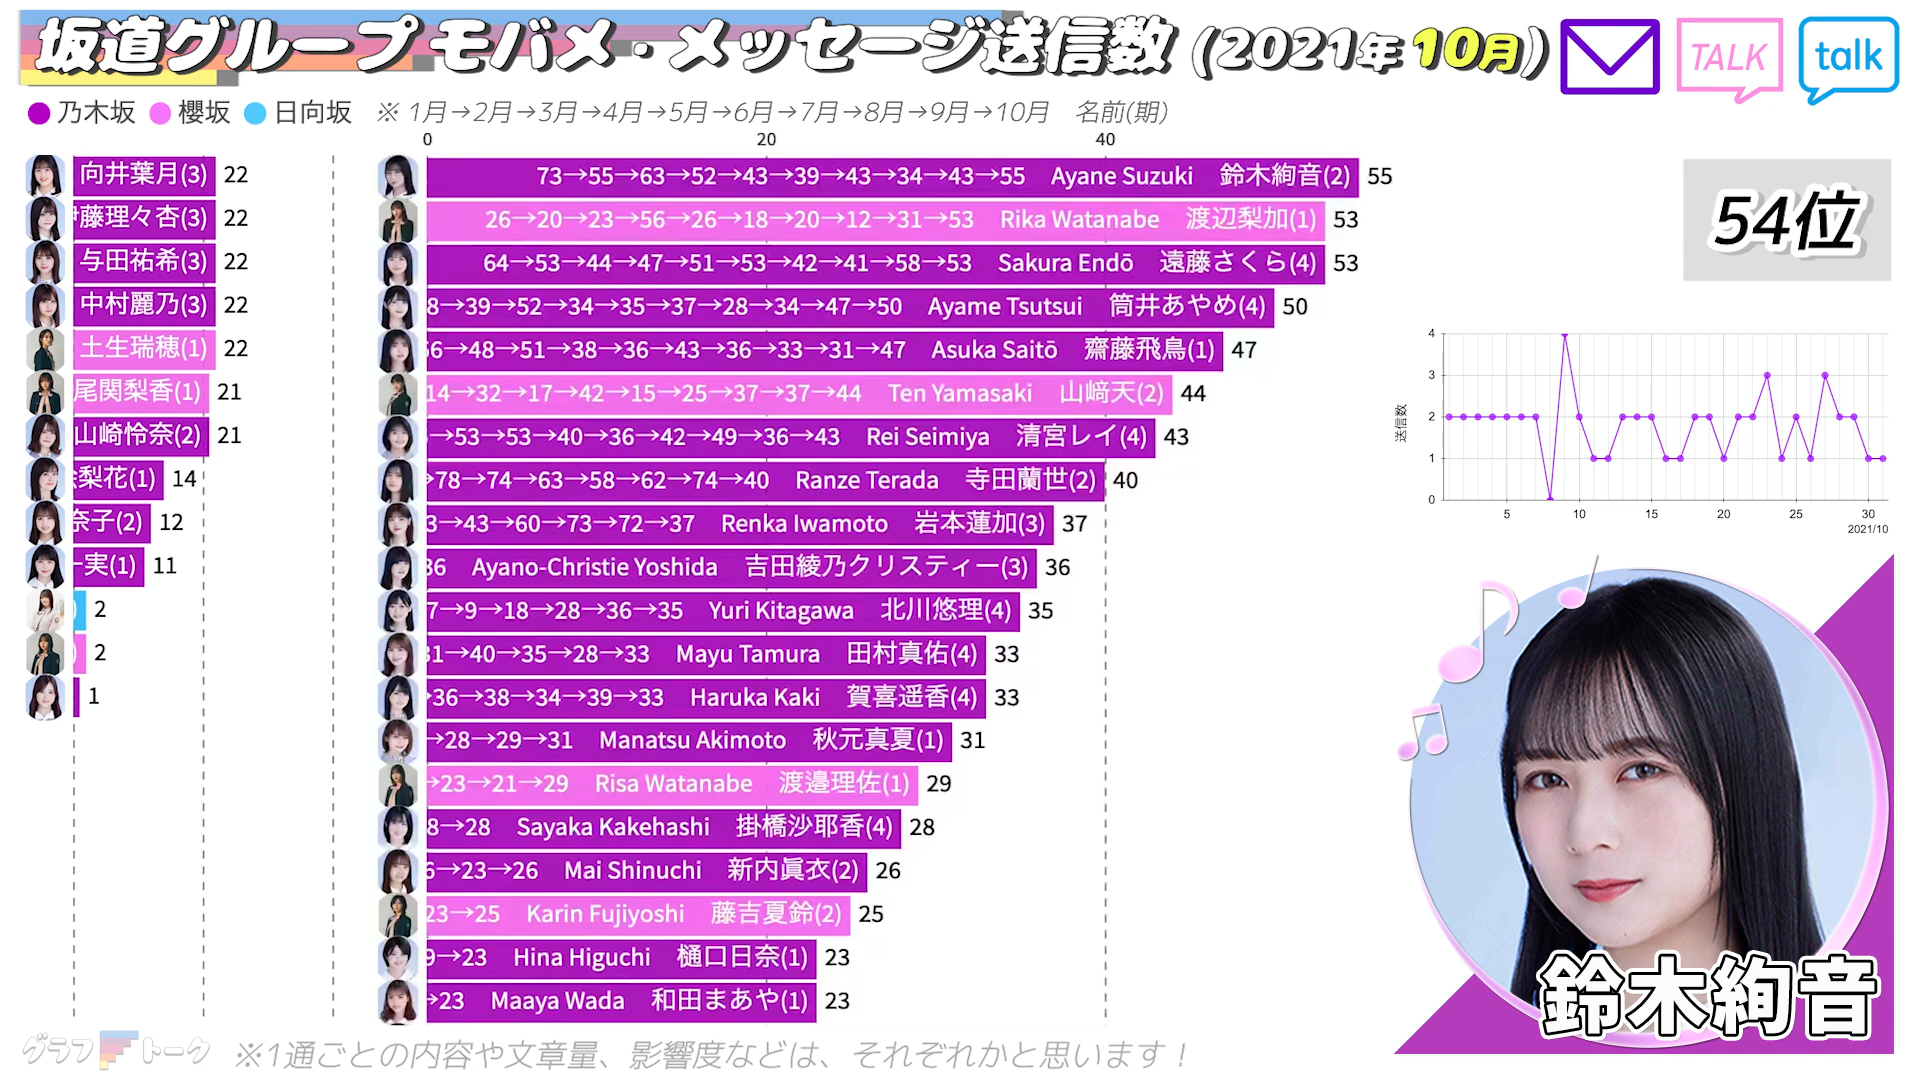 坂道グループ モバメ・メッセージ送信数 (2021年 10月)
TALK
talk
乃木坂 櫻坂 日向坂 ※ 1月→2月→3月→4月→5月→6月→7月→8月→9月→10月 名前(期)
0 20 40
向井葉月(3) 22
藤理々杏(3) 22
与田祐希(3) 22
中村麗乃(3) 22
土生瑞穂(1) 22
尾関梨香(1) 21
山崎怜奈(2) 21
梨花(1) 14
奈子(2) 12
実(1) 11
2
2
1
73→55→63→52→43→39→43→34→43→55 Ayane Suzuki 鈴木絢音(2) 55
26→20→23→56→26→18→20→12→31→53 Rika Watanabe 渡辺梨加(1) 53
64→53→44→47→51→53→42→41→58→53 Sakura Endō 遠藤さくら(4) 53
8→39→52→34→35→37→28→34→47→50 Ayame Tsutsui 筒井あやめ(4) 50
6→48→51→38→36→43→36→33→31→47 Asuka Saitō 齋藤飛鳥(1) 47
14→32→17→42→15→25→37→37→44 Ten Yamasaki 山﨑天(2) 44
→53→53→40→36→42→49→36→43 Rei Seimiya 清宮レイ(4) 43
→78→74→63→58→62→74→40 Ranze Terada 寺田蘭世(2) 40
3→43→60→73→72→37 Renka Iwamoto 岩本蓮加(3) 37
36 Ayano-Christie Yoshida 吉田綾乃クリスティー(3) 36
7→9→18→28→36→35 Yuri Kitagawa 北川悠理(4) 35
31→40→35→28→33 Mayu Tamura 田村真佑(4) 33
→36→38→34→39→33 Haruka Kaki 賀喜遥香(4) 33
→28→29→31 Manatsu Akimoto 秋元真夏(1) 31
→23→21→29 Risa Watanabe 渡邉理佐(1) 29
8→28 Sayaka Kakehashi 掛橋沙耶香(4) 28
6→23→26 Mai Shinuchi 新内眞衣(2) 26
23→25 Karin Fujiyoshi 藤吉夏鈴(2) 25
9→23 Hina Higuchi 樋口日奈(1) 23
→23 Maaya Wada 和田まあや(1) 23
54位
送信数
4
3
2
1
0
5 10 15 20 25 30
2021/10
鈴木絢音
グラフトーク ※1通ごとの内容や文章量、影響度などは、それぞれかと思います！